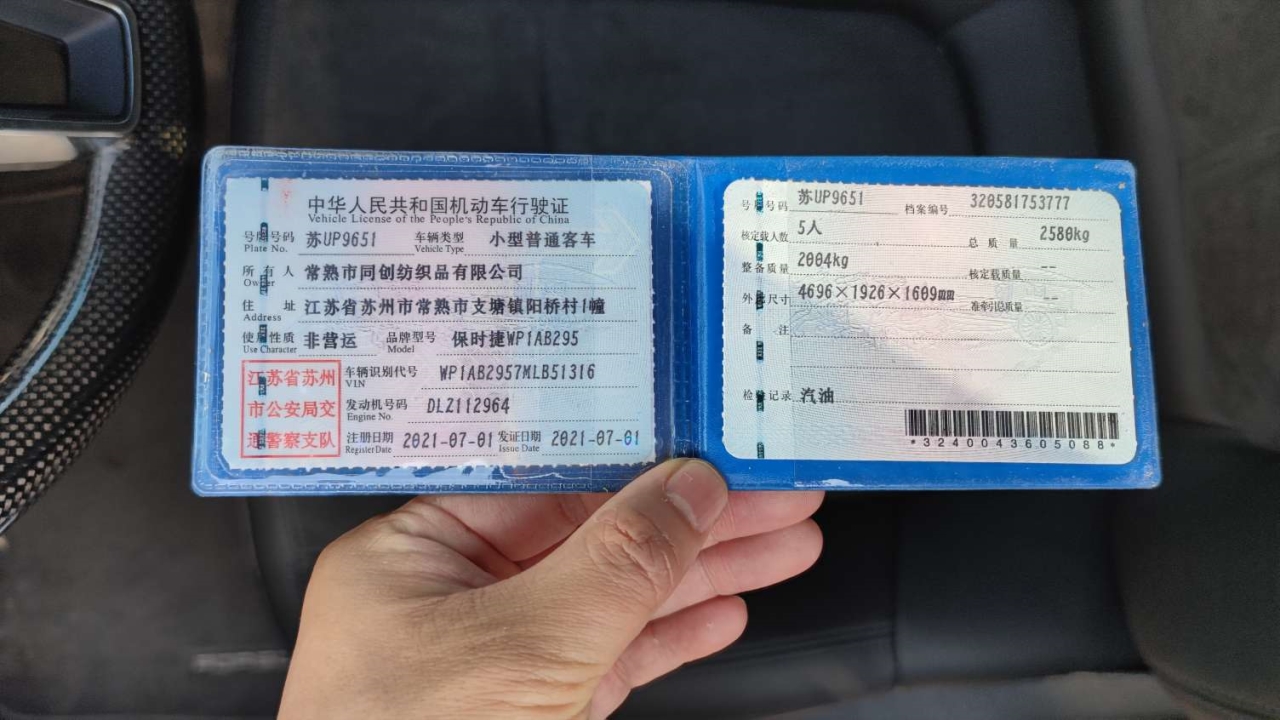 中华人民共和国机动车行驶证
Vehicle License of the People's Republic of China
号牌号码 苏UP9651 车辆类型 小型普通客车
Plate No. Vehicle Type
所有人 常熟市同创纺织品有限公司
Owner
住址 江苏省苏州市常熟市支塘镇阳桥村1幢
Address
使用性质 非营运 品牌型号 保时捷WP1AB295
Use Character Model
江苏省苏州
市公安局交
通警察支队
车辆识别代号 WP1AB2957MLB51316
VIN
发动机号码 DLZ112964
Engine No.
注册日期 2021-07-01 发证日期 2021-07-01
Register Date Issue Date
号牌号码 苏UP9651 档案编号 320581753777
核定载人数 5人 总质量 2580kg
整备质量 2004kg 核定载质量 --
外廓尺寸 4696×1926×1609mm 准牵引总质量 --
备注
检验记录 汽油
*3240043605088*